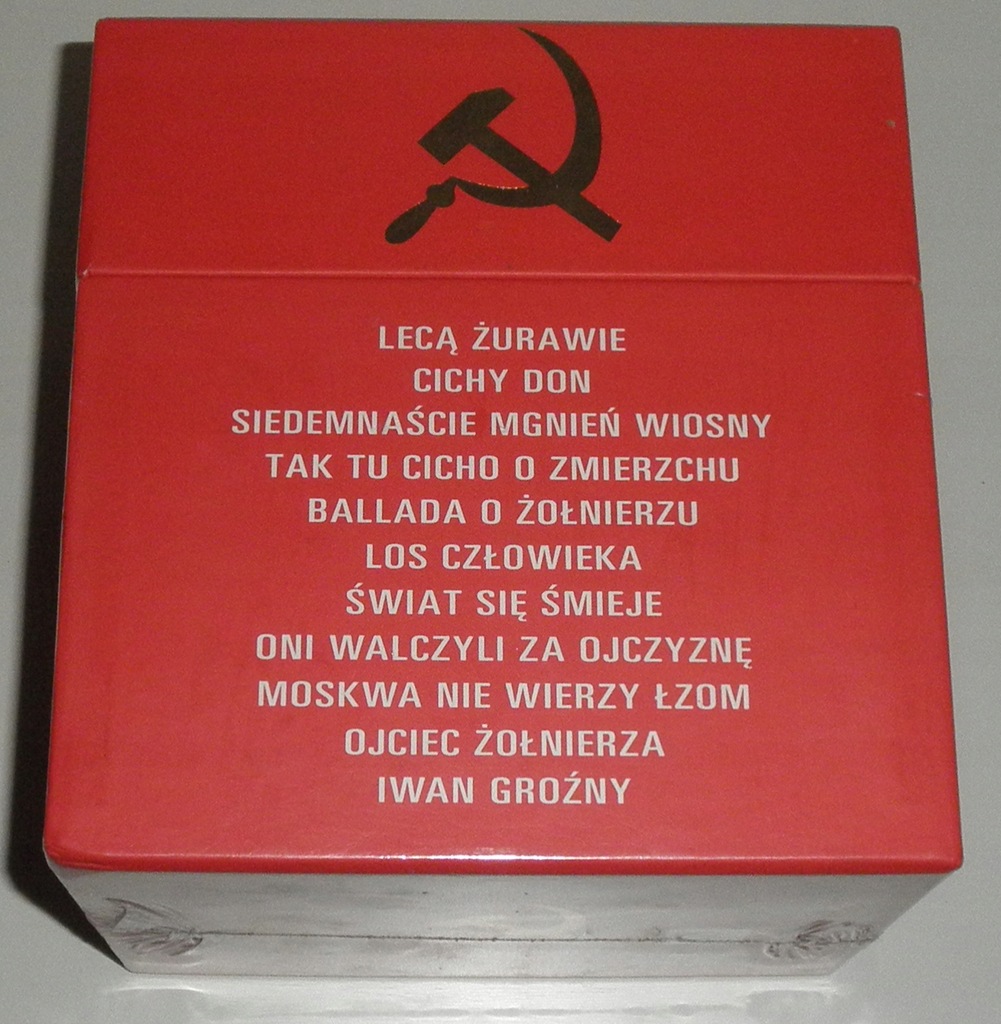 LECĄ ŻURAWIE
CICHY DON
SIEDEMNAŚCIE MGNIEŃ WIOSNY
TAK TU CICHO O ZMIERZCHU
BALLADA O ŻOŁNIERZU
LOS CZŁOWIEKA
ŚWIAT SIĘ ŚMIEJE
ONI WALCZYLI ZA OJCZYZNĘ
MOSKWA NIE WIERZY ŁZOM
OJCIEC ŻOŁNIERZA
IWAN GROŹNY